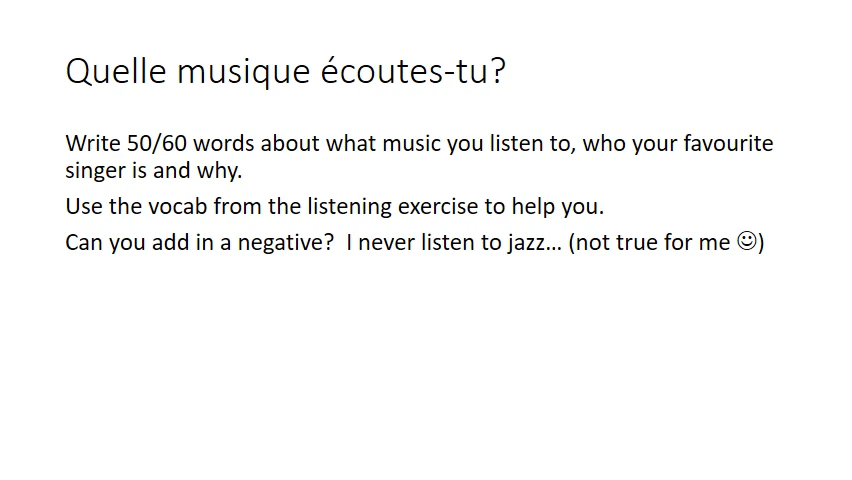 Quelle musique écoutes-tu?
Write 50/60 words about what music you listen to, who your favourite
singer is and why.
Use the vocab from the listening exercise to help you.
Can you add in a negative?  I never listen to jazz… (not true for me ☺)